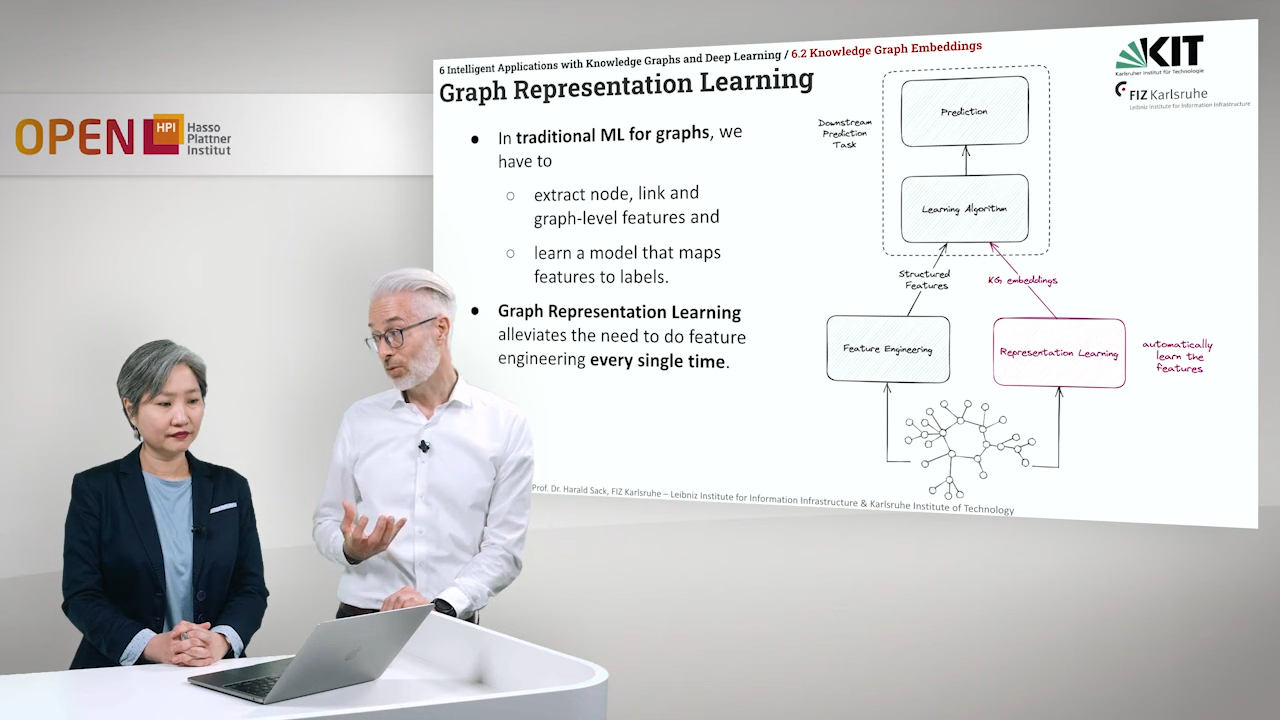 6 Intelligent Applications with Knowledge Graphs and Deep Learning / 6.2 Knowledge Graph Embeddings
Graph Representation Learning
KIT
Karlsruher Institut für Technologie
FIZ Karlsruhe
Leibniz Institute for Information Infrastructure
OPEN HPI Hasso
Plattner
Institut
• In traditional ML for graphs, we
have to
○ extract node, link and
graph-level features and
○ learn a model that maps
features to labels.
• Graph Representation Learning
alleviates the need to do feature
engineering every single time.
Downstream
Prediction
Task
Prediction
Learning Algorithm
Structured
Features
KG embeddings
Feature Engineering
Representation Learning
automatically
learn the
features
Prof. Dr. Harald Sack, FIZ Karlsruhe – Leibniz Institute for Information Infrastructure & Karlsruhe Institute of Technology